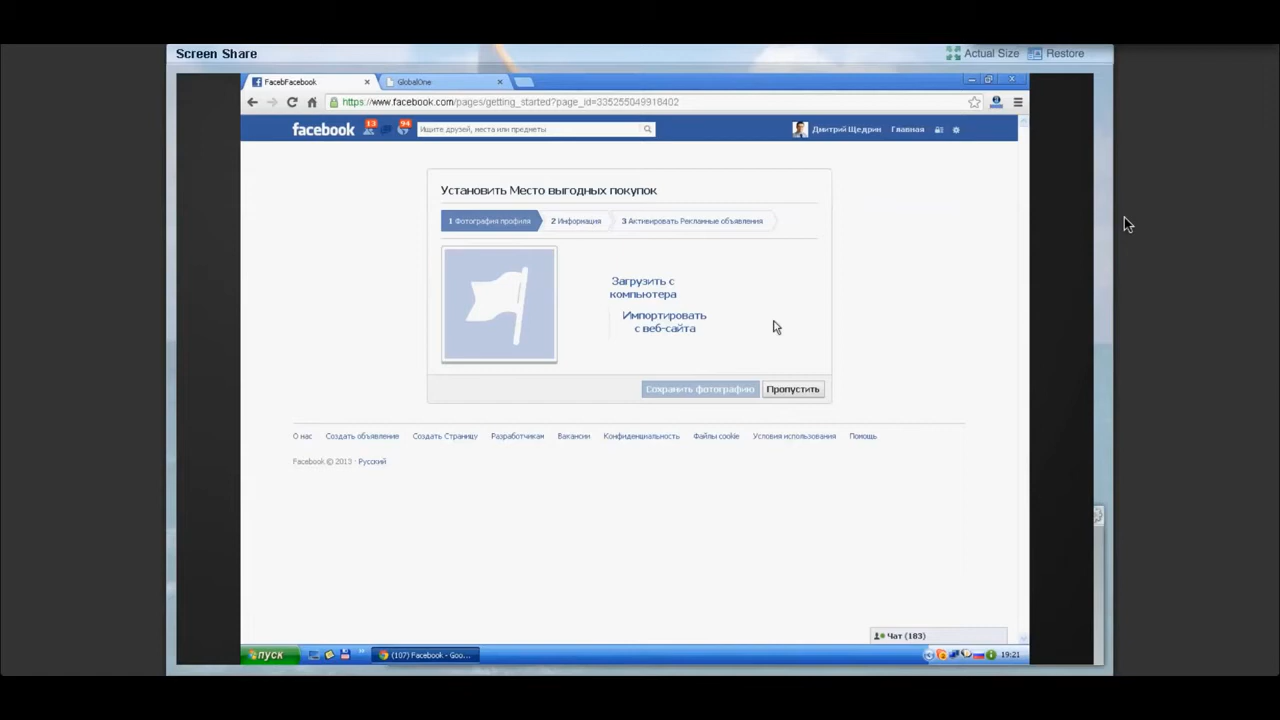 Screen Share
Actual Size
Restore
FacebFacebook
GlobalOne
https://www.facebook.com/pages/getting_started?page_id=335255049918402
facebook
13
94
Ищите друзей, места или предметы
Дмитрий Щедрин
Главная
Установить Место выгодных покупок
1 Фотография профиля
2 Информация
3 Активировать Рекламные объявления
Загрузить с
компьютера
Импортировать
с веб-сайта
Сохранить фотографию
Пропустить
О нас
Создать объявление
Создать Страницу
Разработчикам
Вакансии
Конфиденциальность
Файлы cookie
Условия использования
Помощь
Facebook © 2013 · Русский
Чат (183)
пуск
(107) Facebook - Goo...
19:21